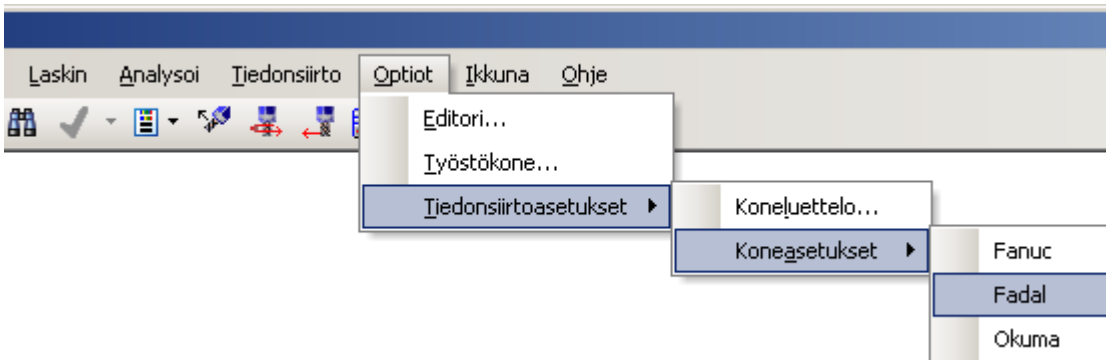 Laskin Analysoi Tiedonsiirto Optiot Ikkuna Ohje
Editori...
Työstökone...
Tiedonsiirtoasetukset
Koneluettelo...
Koneasetukset
Fanuc
Fadal
Okuma